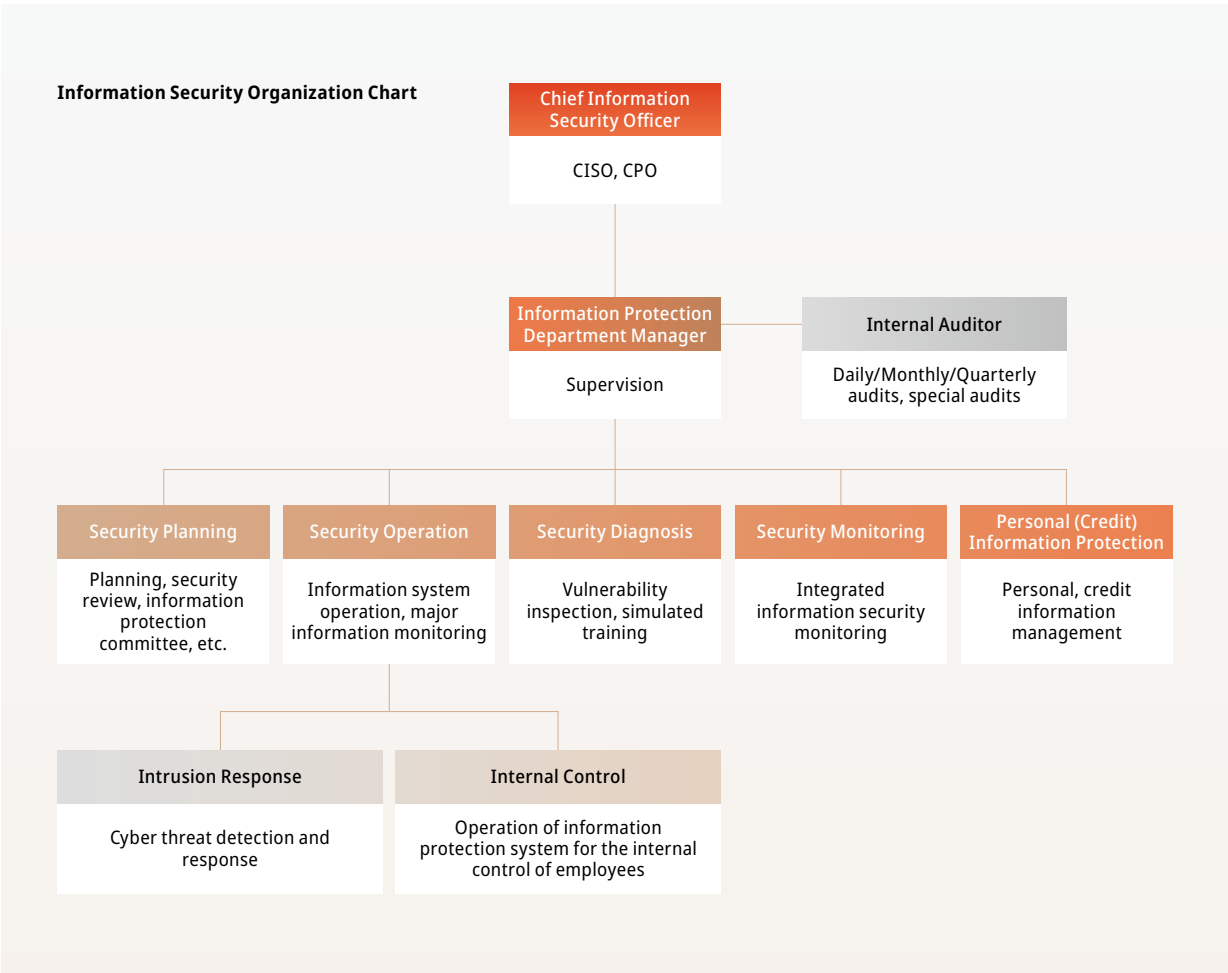 Information Security Organization Chart
Chief Information
Security Officer
CISO, CPO
Information Protection
Department Manager
Supervision
Internal Auditor
Daily/Monthly/Quarterly
audits, special audits
Security Planning
Planning, security
review, information
protection
committee, etc.
Security Operation
Information system
operation, major
information monitoring
Security Diagnosis
Vulnerability
inspection, simulated
training
Security Monitoring
Integrated
information security
monitoring
Personal (Credit)
Information Protection
Personal, credit
information
management
Intrusion Response
Cyber threat detection and
response
Internal Control
Operation of information
protection system for the internal
control of employees